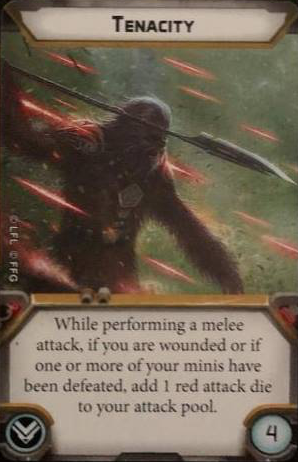 TENACITY
© LFL © FFG
While performing a melee
attack, if you are wounded or if
one or more of your minis have
been defeated, add 1 red attack die
to your attack pool.
4